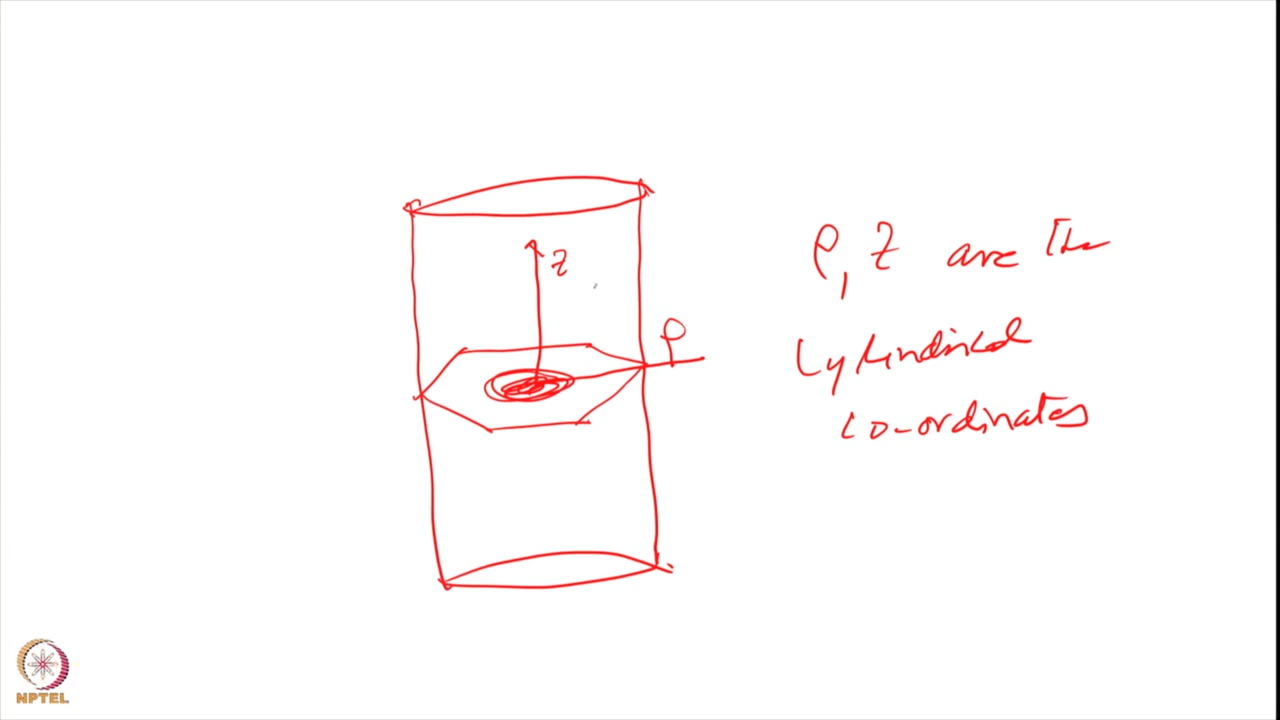 Z
ρ
ρ, Z are the
Cylindrical
co-ordinates
NPTEL